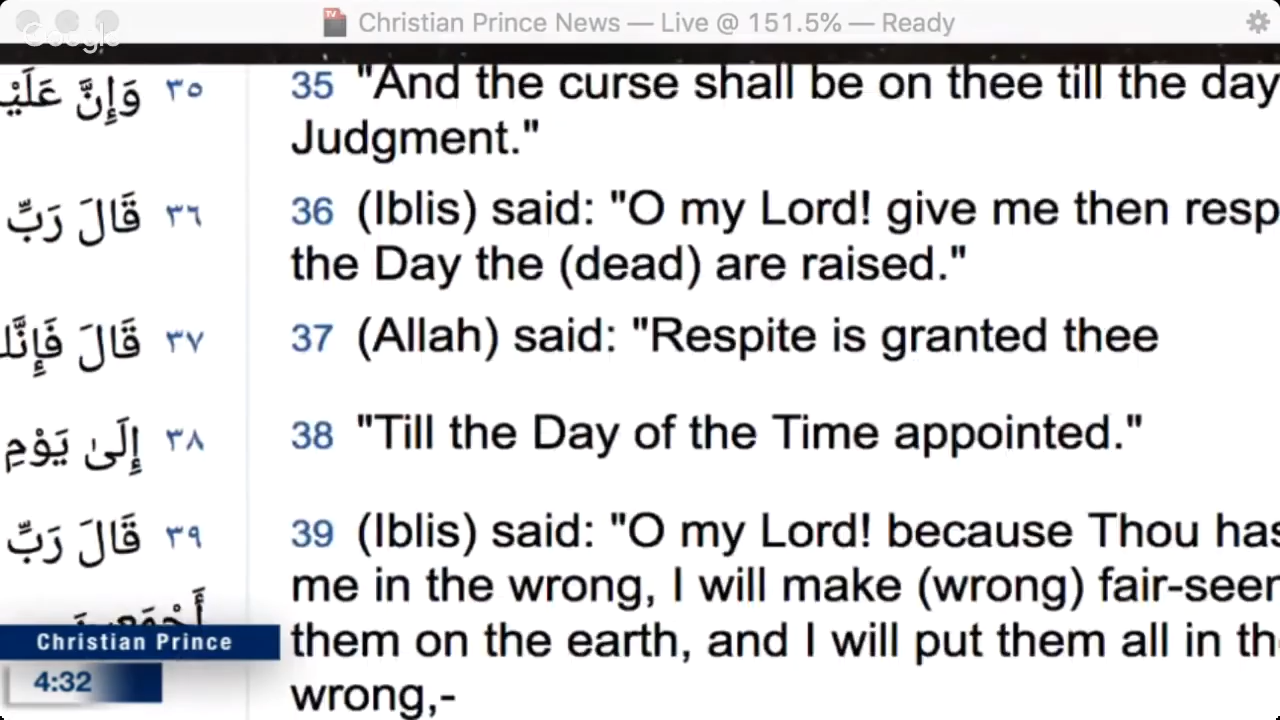 Christian Prince News — Live @ 151.5% — Ready
Google
وَإِنَّ عَلَيْ ٣٥
35 "And the curse shall be on thee till the day
Judgment."
قَالَ رَبِّ ٣٦
36 (Iblis) said: "O my Lord! give me then resp
the Day the (dead) are raised."
قَالَ فَإِنَّكَ ٣٧
37 (Allah) said: "Respite is granted thee
إِلَىٰ يَوْمِ ٣٨
38 "Till the Day of the Time appointed."
قَالَ رَبِّ ٣٩
39 (Iblis) said: "O my Lord! because Thou has
me in the wrong, I will make (wrong) fair-seem
أَجْمَعِينَ
them on the earth, and I will put them all in th
wrong,-
Christian Prince
4:32